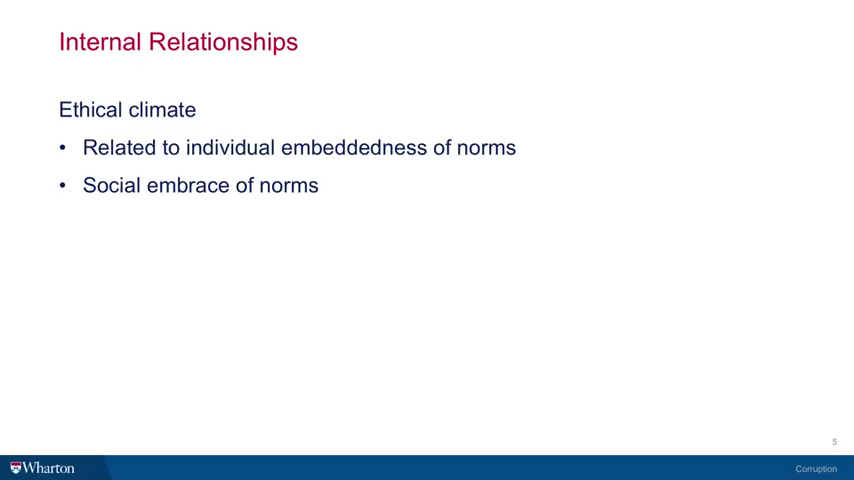 Internal Relationships
Ethical climate
• Related to individual embeddedness of norms
• Social embrace of norms
5
Wharton
Corruption